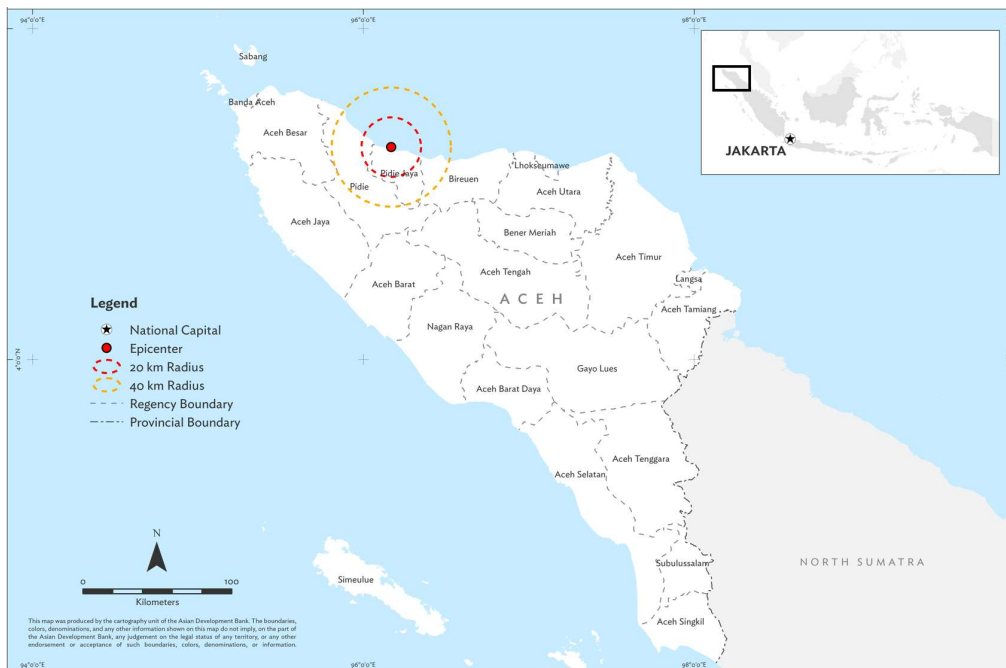 94°0'0"E
96°0'0"E
98°0'0"E
Sabang
Banda Aceh
Aceh Besar
Pidie Jaya
Pidie
Bireuen
Lhokseumawe
Aceh Utara
Aceh Jaya
Bener Meriah
Aceh Timur
Aceh Tengah
Aceh Barat
Langsa
ACEH
Aceh Tamiang
Nagan Raya
Gayo Lues
Aceh Barat Daya
Aceh Tenggara
Aceh Selatan
Subulussalam
NORTH SUMATRA
Simeulue
Aceh Singkil
JAKARTA
4°0'0"N
Legend
National Capital
Epicenter
20 km Radius
40 km Radius
Regency Boundary
Provincial Boundary
N
0 100
Kilometers
This map was produced by the cartography unit of the Asian Development Bank. The boundaries,
colors, denominations, and any other information shown on this map do not imply, on the part of
the Asian Development Bank, any judgement on the legal status of any territory, or any other
endorsement or acceptance of such boundaries, colors, denominations, or information.
94°0'0"E
96°0'0"E
98°0'0"E